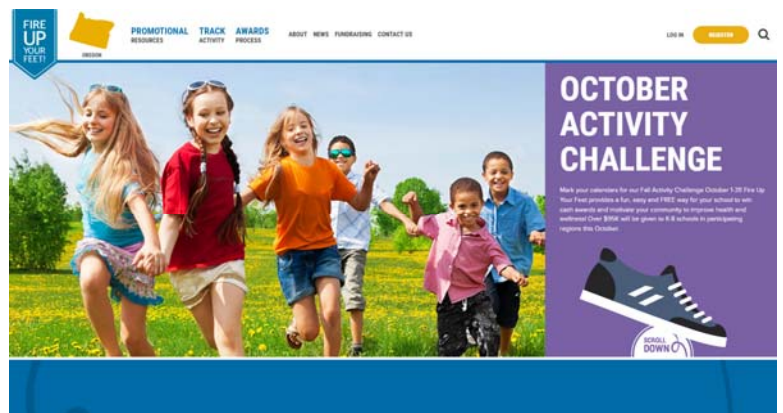 FIRE
UP
YOUR
FEET!
OREGON
PROMOTIONAL
RESOURCES
TRACK
ACTIVITY
AWARDS
PROCESS
ABOUT NEWS FUNDRAISING CONTACT US
LOG IN
REGISTER
OCTOBER
ACTIVITY
CHALLENGE
Mark your calendars for our Fall Activity Challenge October 1-31! Fire Up
Your Feet provides a fun, easy and FREE way for your school to win
cash awards and motivate your community to improve health and
wellness! Over $95K will be given to K-8 schools in participating
regions this October.
SCROLL
DOWN